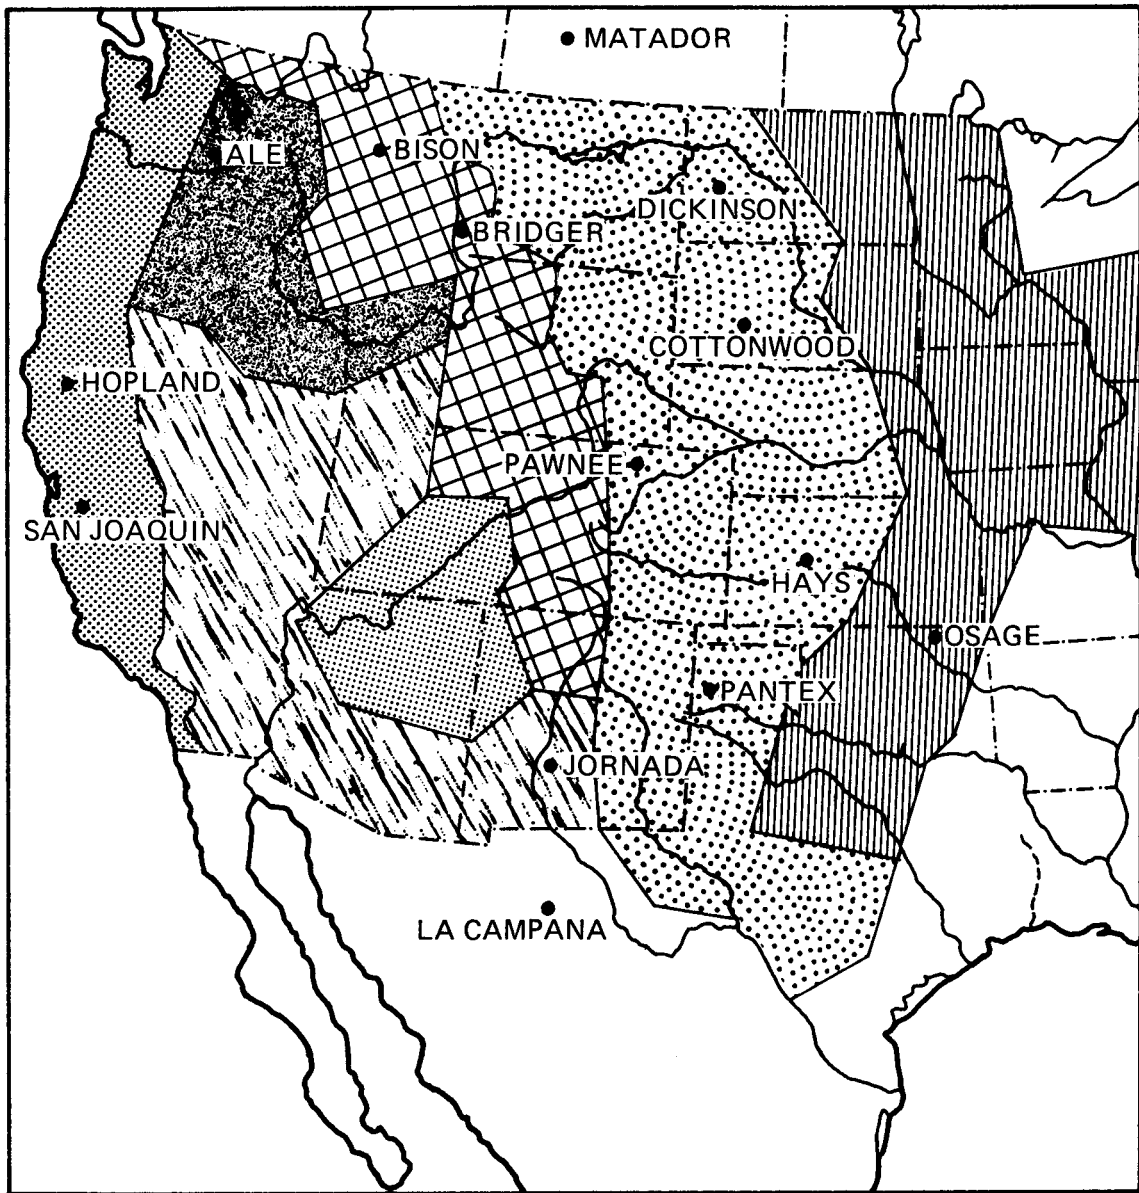 MATADOR
ALE
BISON
DICKINSON
BRIDGER
COTTONWOOD
HOPLAND
PAWNEE
SAN JOAQUIN
HAYS
OSAGE
PANTEX
JORNADA
LA CAMPANA